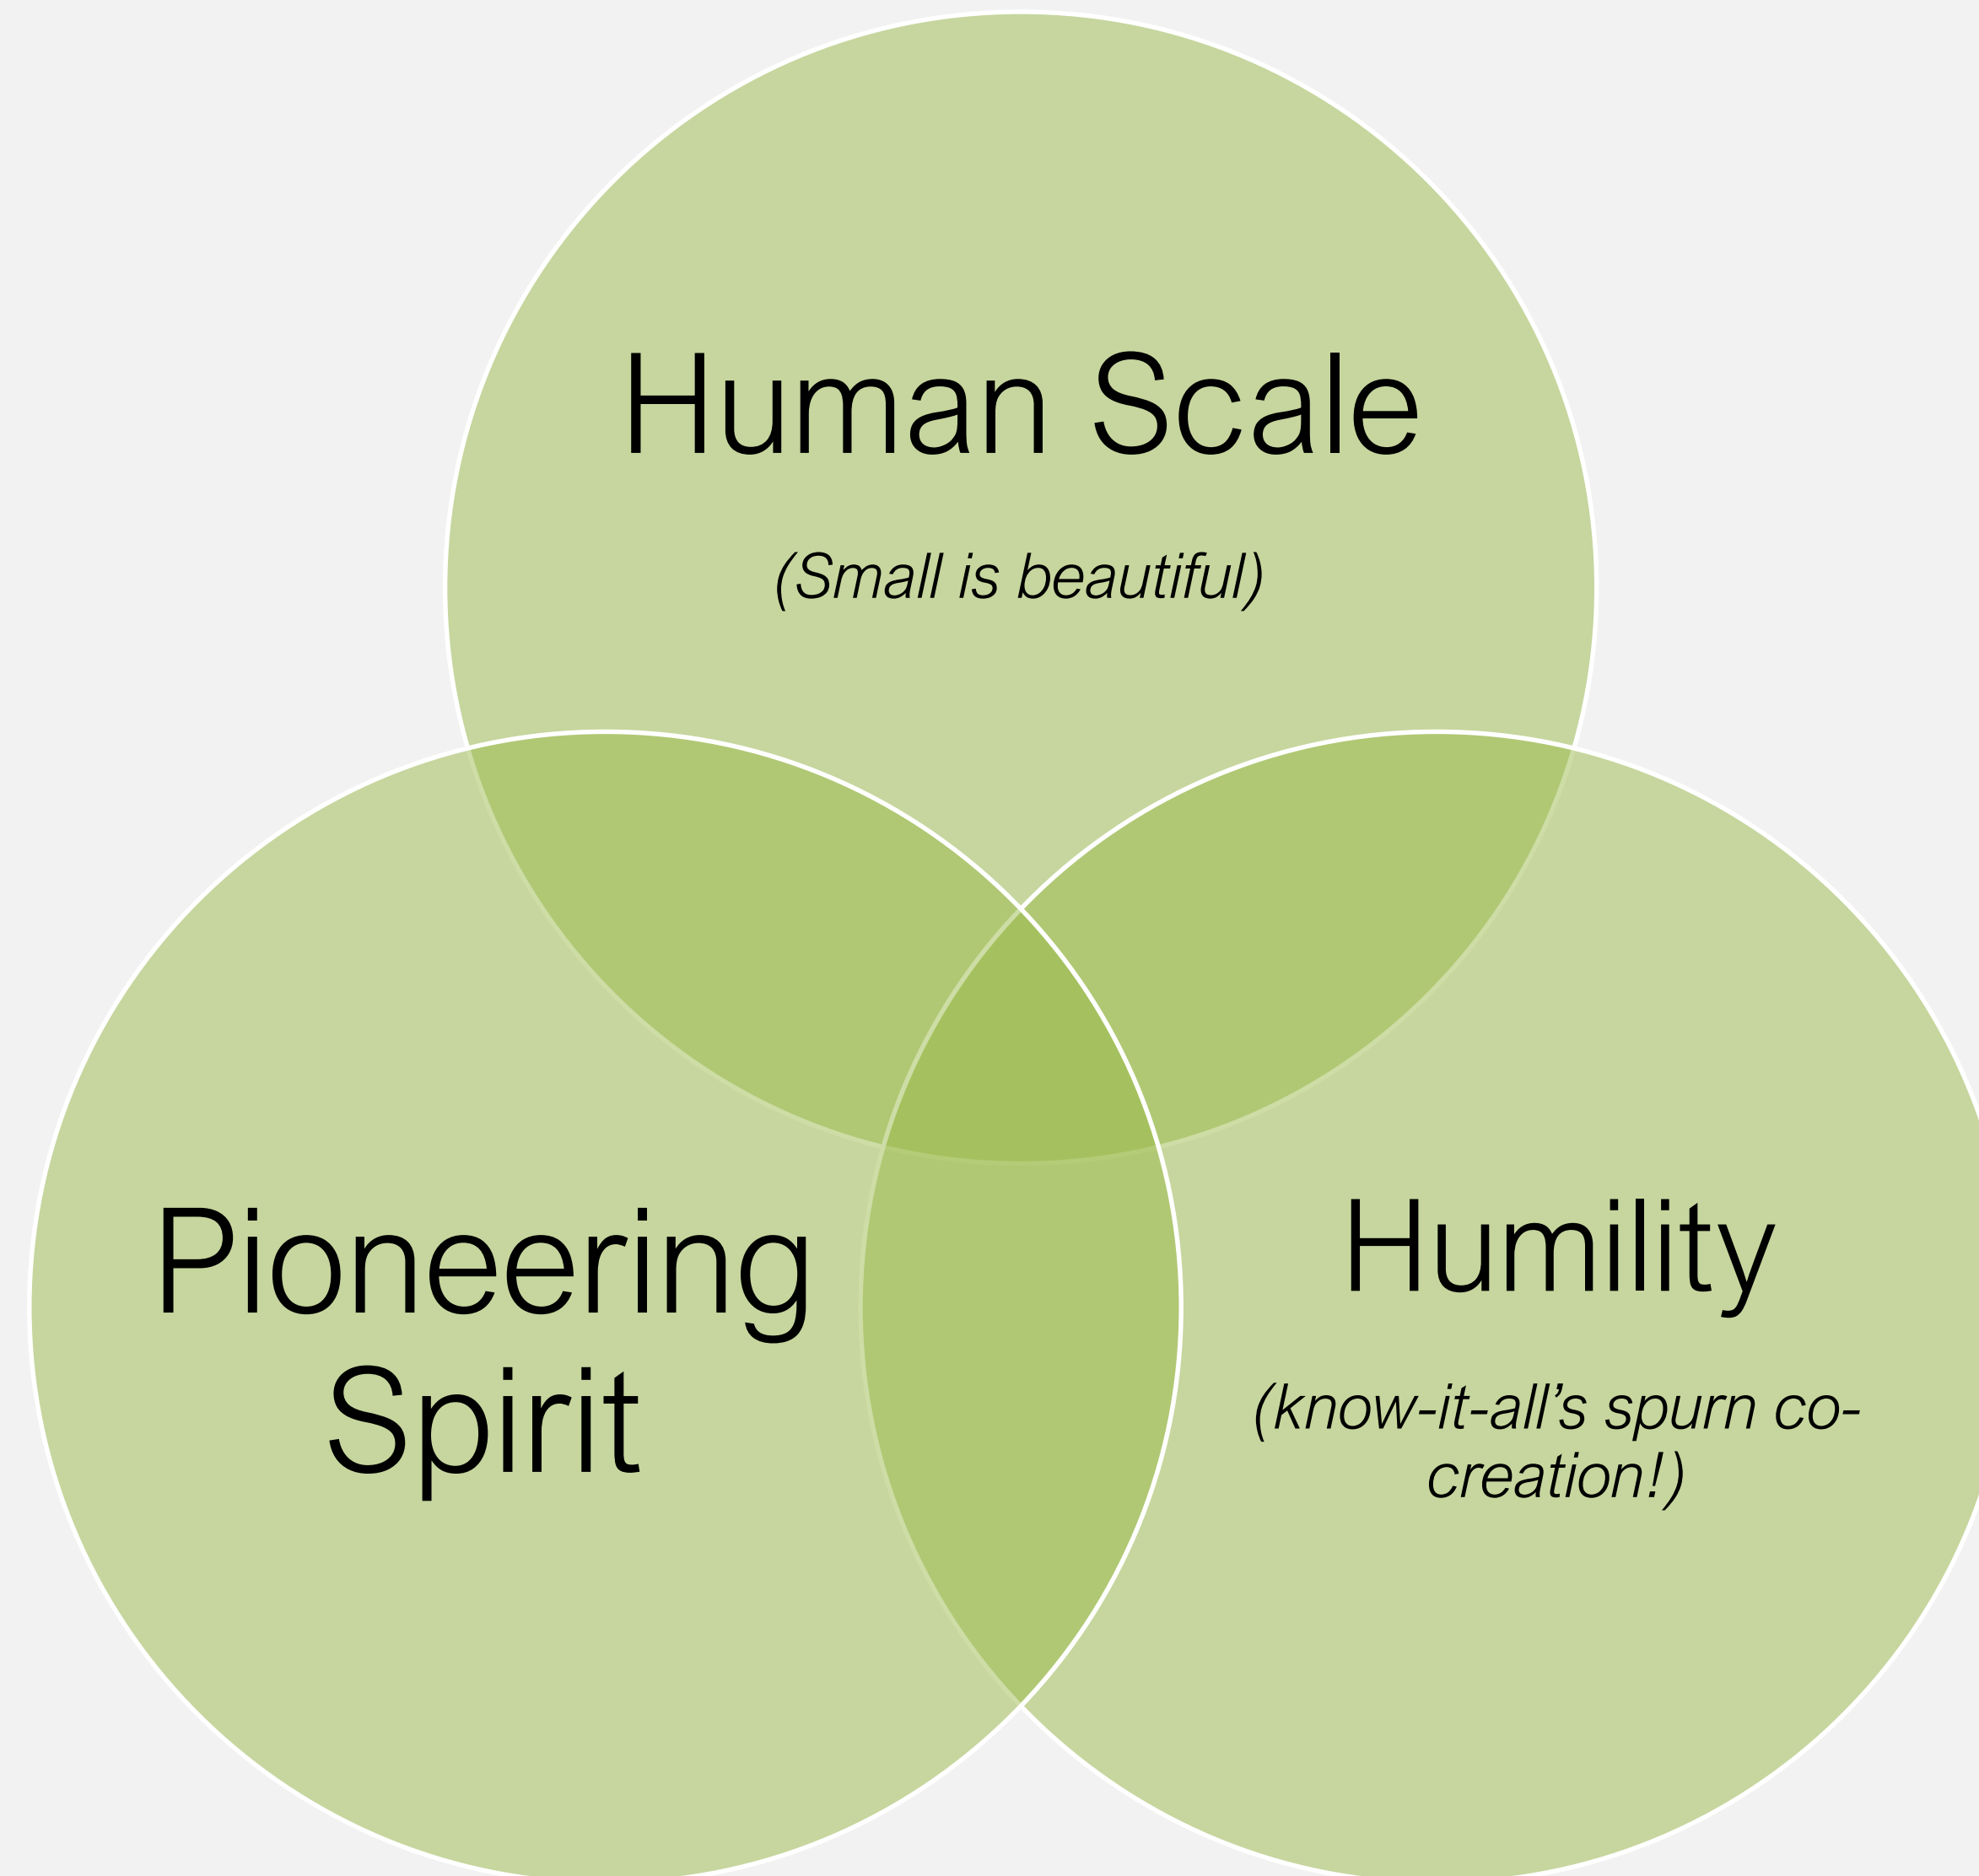 Human Scale
(Small is beautiful)
Pioneering
Spirit
Humility
(know-it-all’s spurn co-
creation!)